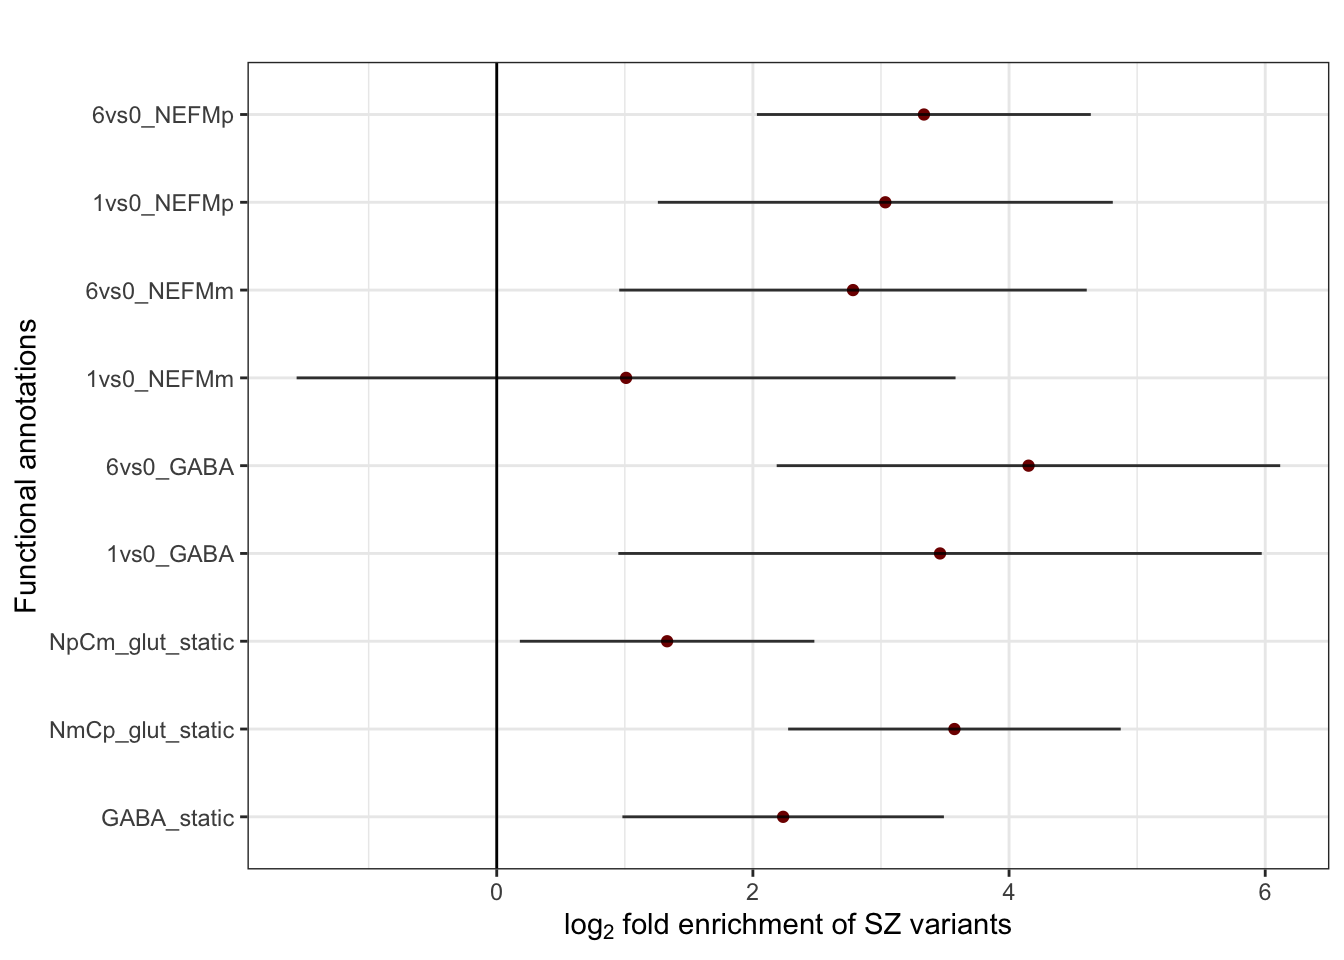 6vs0_NEFMp
1vs0_NEFMp
6vs0_NEFMm
1vs0_NEFMm
6vs0_GABA
1vs0_GABA
NpCm_glut_static
NmCp_glut_static
GABA_static
Functional annotations
0 2 4 6
log₂ fold enrichment of SZ variants